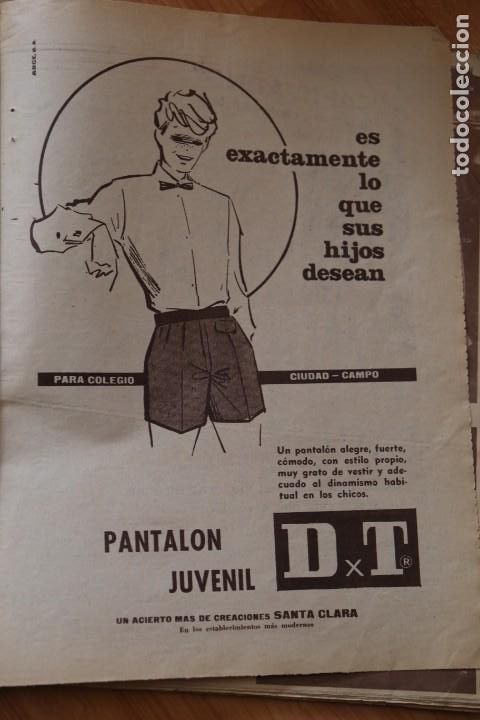 ARCE, S. A.
es
exactamente
lo
que
sus
hijos
desean
PARA COLEGIO
CIUDAD – CAMPO
Un pantalón alegre, fuerte,
cómodo, con estilo propio,
muy grato de vestir y ade-
cuado al dinamismo habi-
tual en los chicos.
PANTALON
JUVENIL
DxT®
UN ACIERTO MAS DE CREACIONES SANTA CLARA
En los establecimientos más modernos
todocoleccion